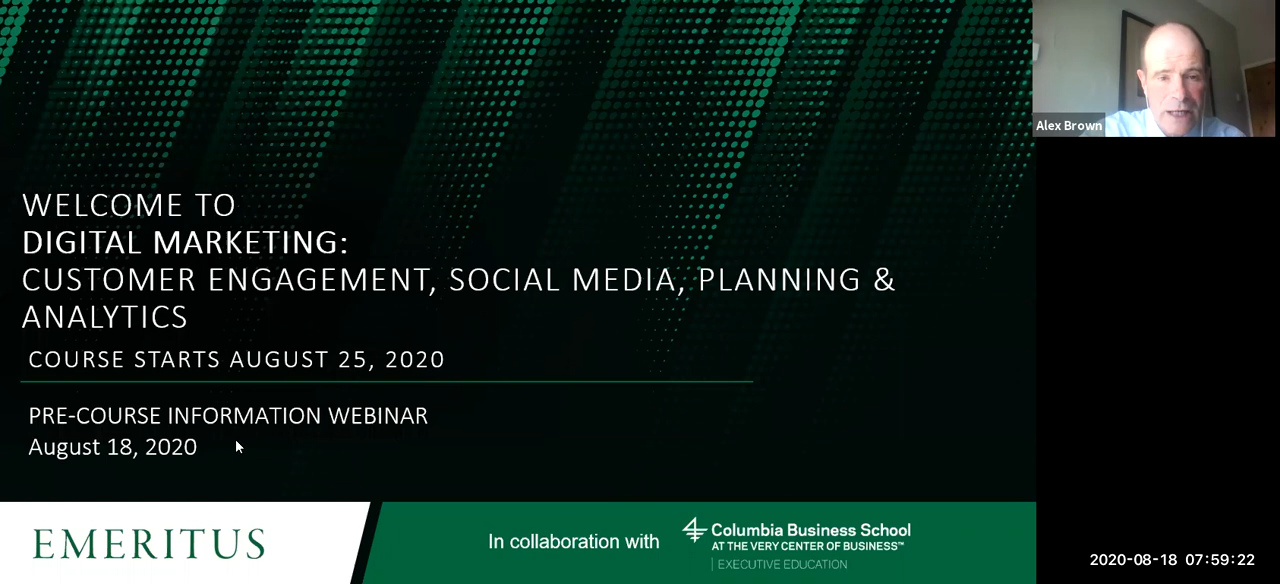 WELCOME TO
DIGITAL MARKETING:
CUSTOMER ENGAGEMENT, SOCIAL MEDIA, PLANNING &
ANALYTICS
COURSE STARTS AUGUST 25, 2020
PRE-COURSE INFORMATION WEBINAR
August 18, 2020
EMERITUS
In collaboration with
Columbia Business School
AT THE VERY CENTER OF BUSINESS™
EXECUTIVE EDUCATION
Alex Brown
2020-08-18 07:59:22